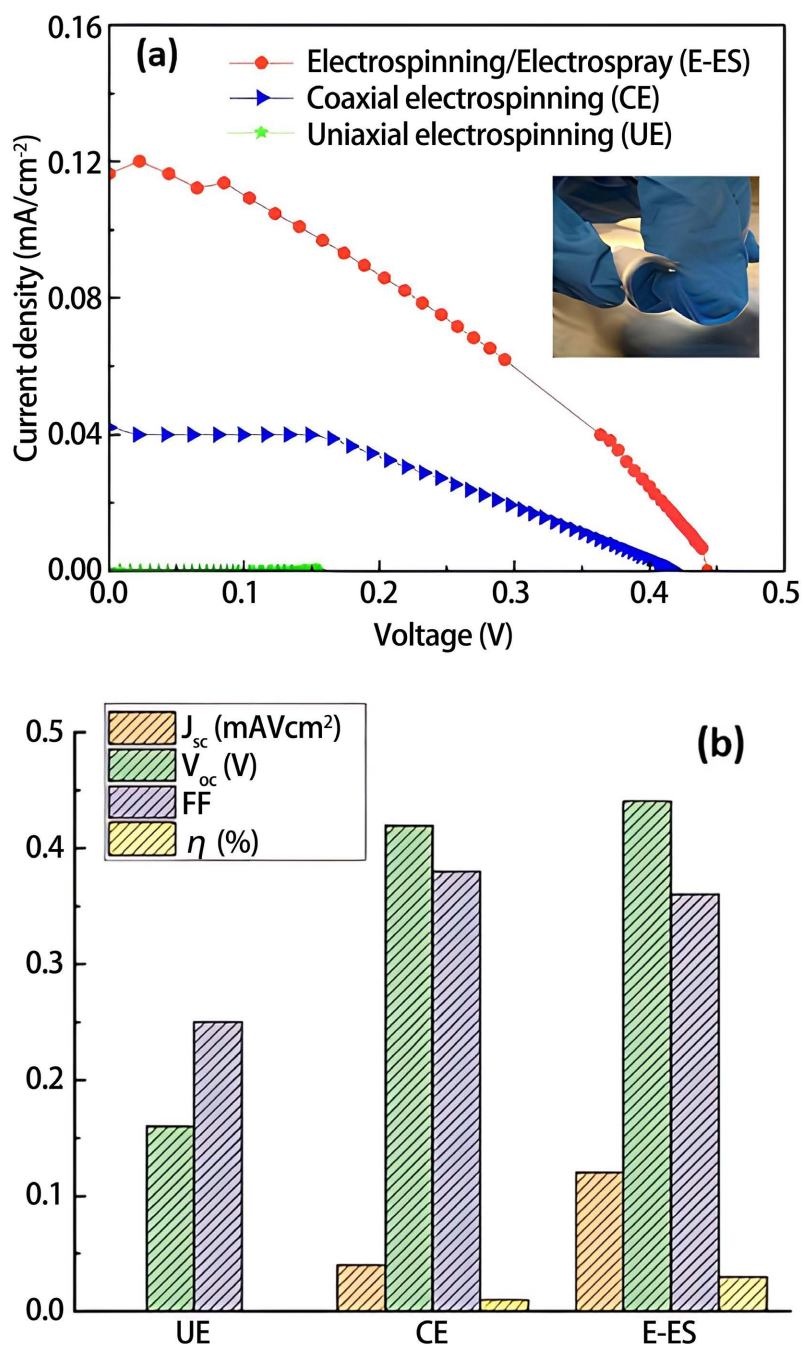 (a)
Electrospinning/Electrospray (E-ES)
Coaxial electrospinning (CE)
Uniaxial electrospinning (UE)
Current density (mA/cm⁻²)
0.16
0.12
0.08
0.04
0.00
0.0 0.1 0.2 0.3 0.4 0.5
Voltage (V)
(b)
Jsc (mAVcm²)
Voc (V)
FF
η (%)
0.5
0.4
0.3
0.2
0.1
0.0
UE CE E-ES